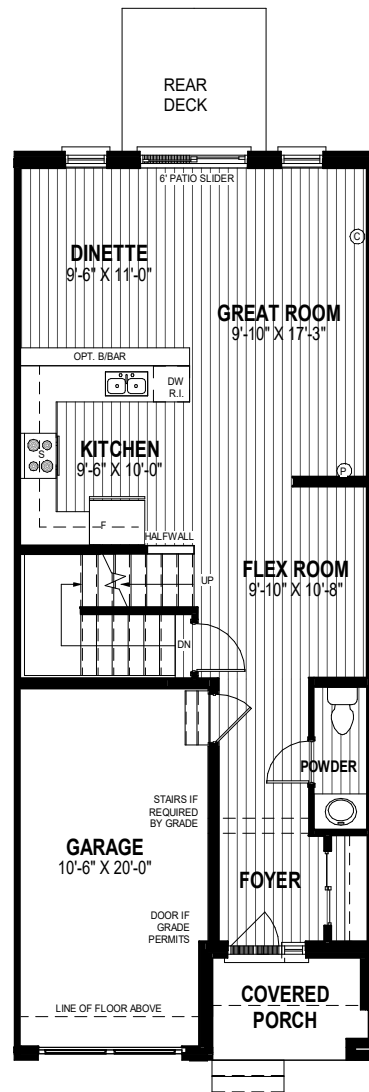 REAR
DECK
6' PATIO SLIDER
DINETTE
9'-6" X 11'-0"
C
GREAT ROOM
9'-10" X 17'-3"
OPT. B/BAR
DW
R.I.
KITCHEN
9'-6" X 10'-0"
S
P
F
HALFWALL
FLEX ROOM
9'-10" X 10'-8"
UP
DN
POWDER
STAIRS IF
REQUIRED
BY GRADE
GARAGE
10'-6" X 20'-0"
FOYER
DOOR IF
GRADE
PERMITS
COVERED
PORCH
LINE OF FLOOR ABOVE